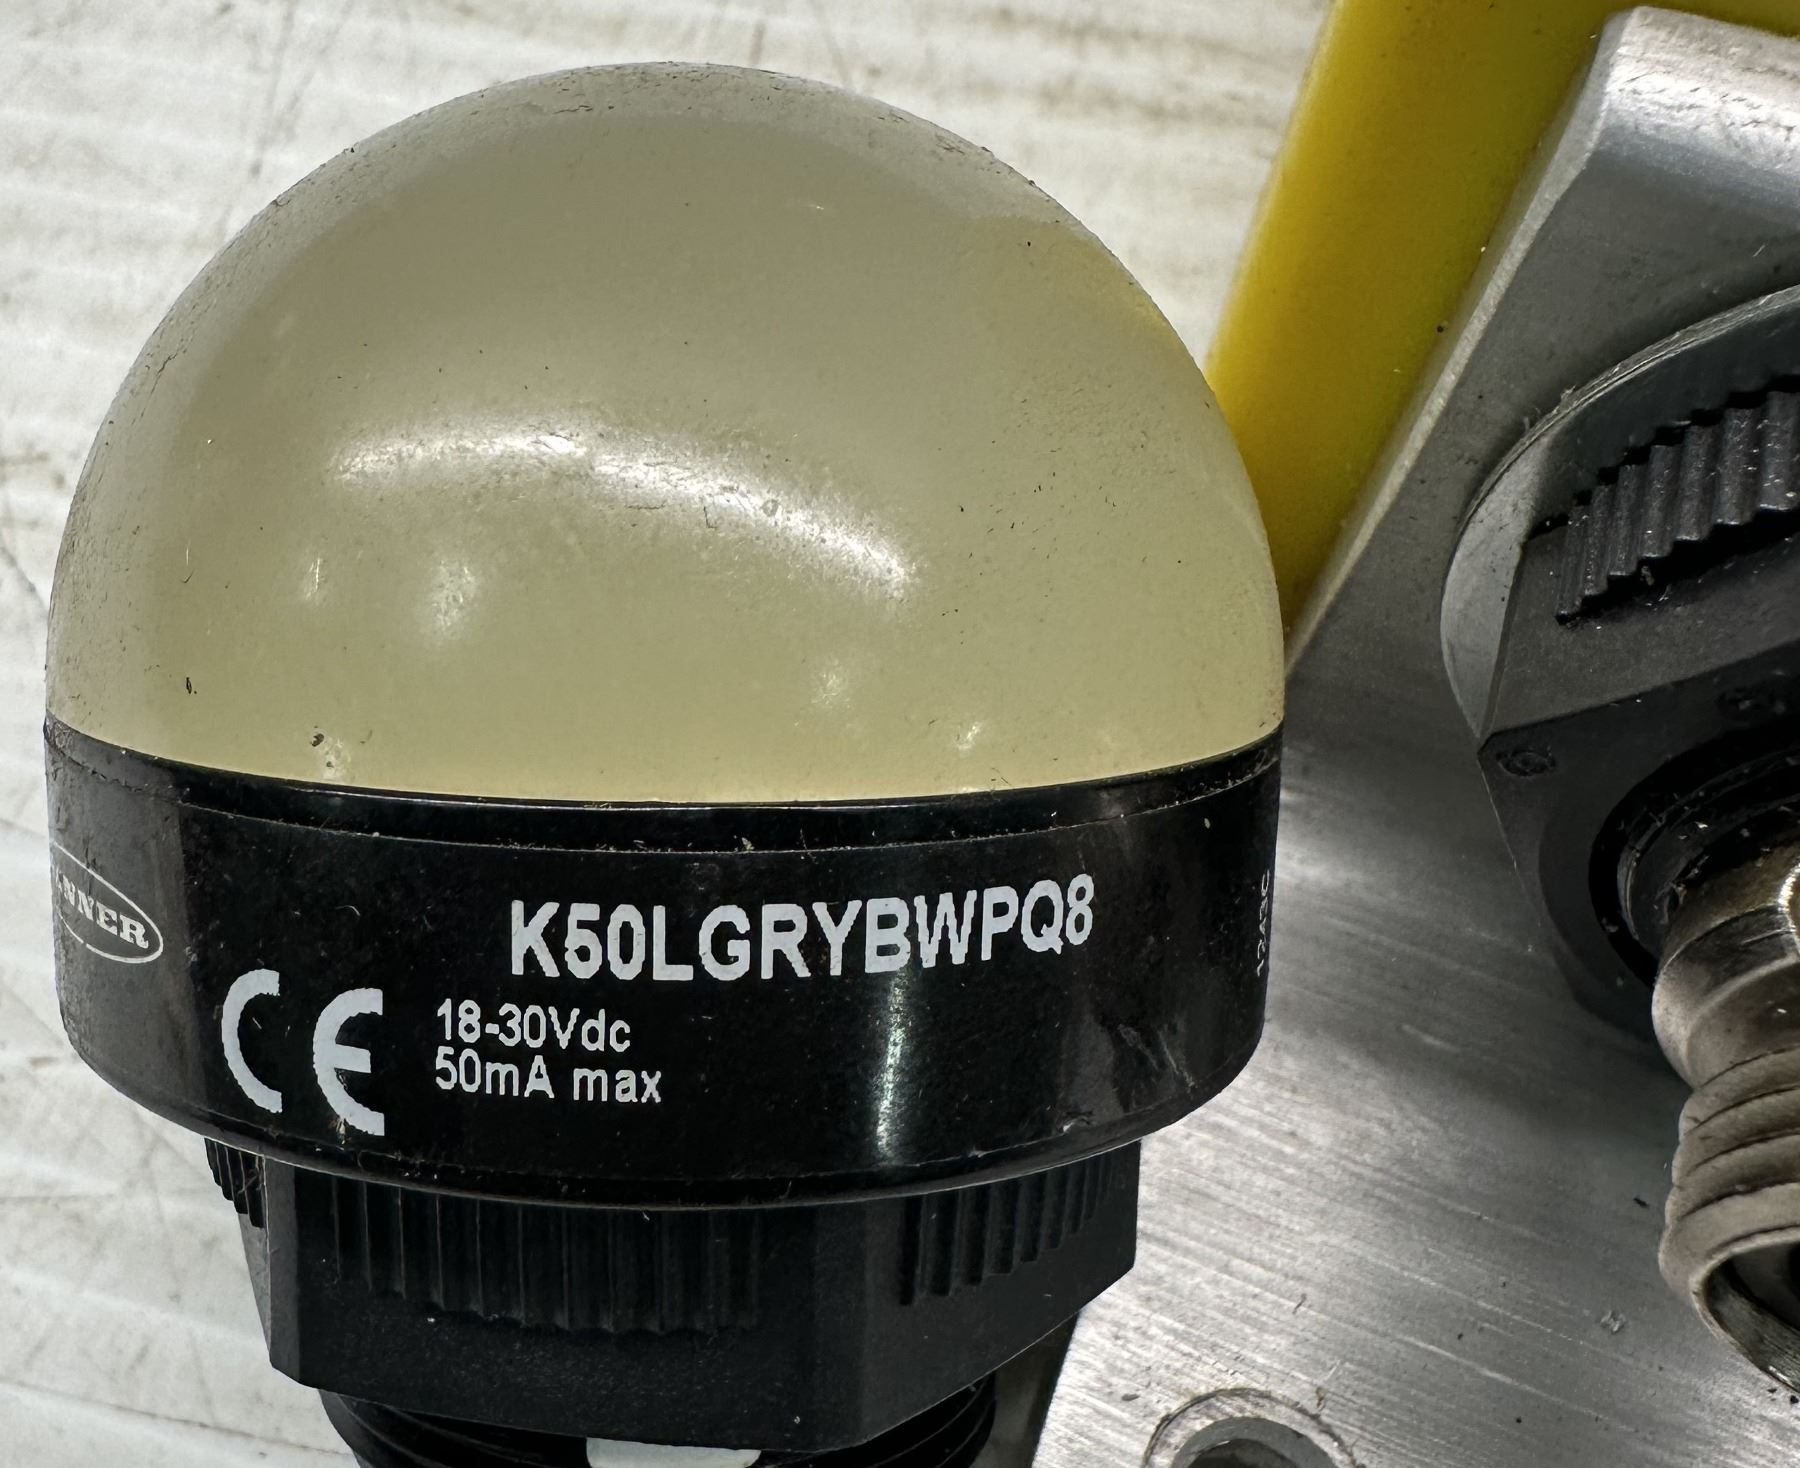 K50LGRYBWPQ8
CE
18-30Vdc
50mA max